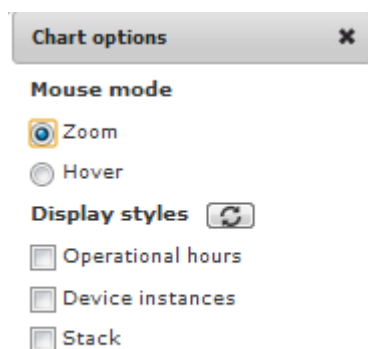 Chart options
Mouse mode
Zoom
Hover
Display styles
Operational hours
Device instances
Stack